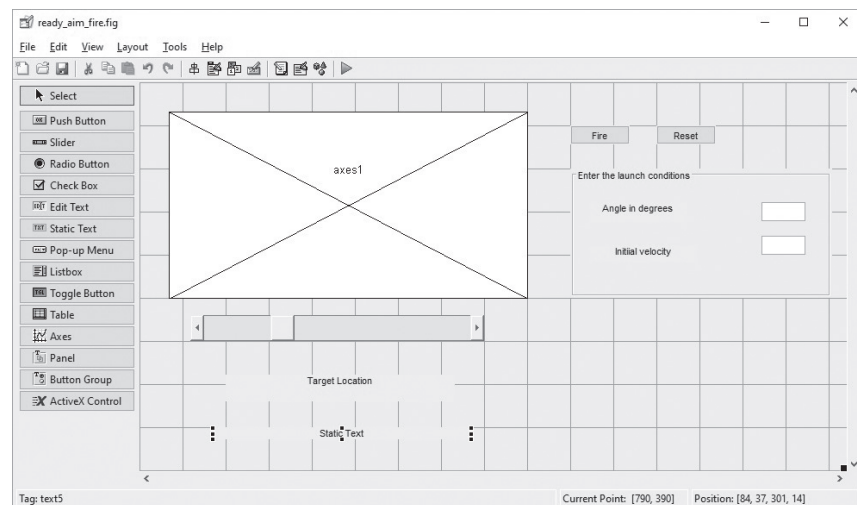 ready_aim_fire.fig
File Edit View Layout Tools Help
Select
Push Button
Slider
Radio Button
Check Box
Edit Text
Static Text
Pop-up Menu
Listbox
Toggle Button
Table
Axes
Panel
Button Group
ActiveX Control
axes1
Fire Reset
Enter the launch conditions
Angle in degrees
Initial velocity
Target Location
Static Text
Tag: text5 Current Point: [790, 390] Position: [84, 37, 301, 14]